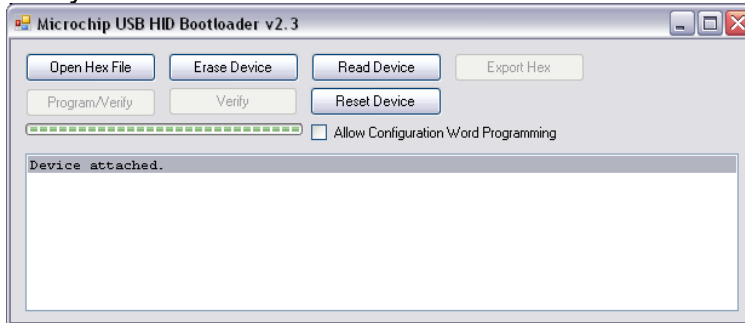 Microchip USB HID Bootloader v2.3
Open Hex File Erase Device Read Device Export Hex
Program/Verify Verify Reset Device
Allow Configuration Word Programming
Device attached.